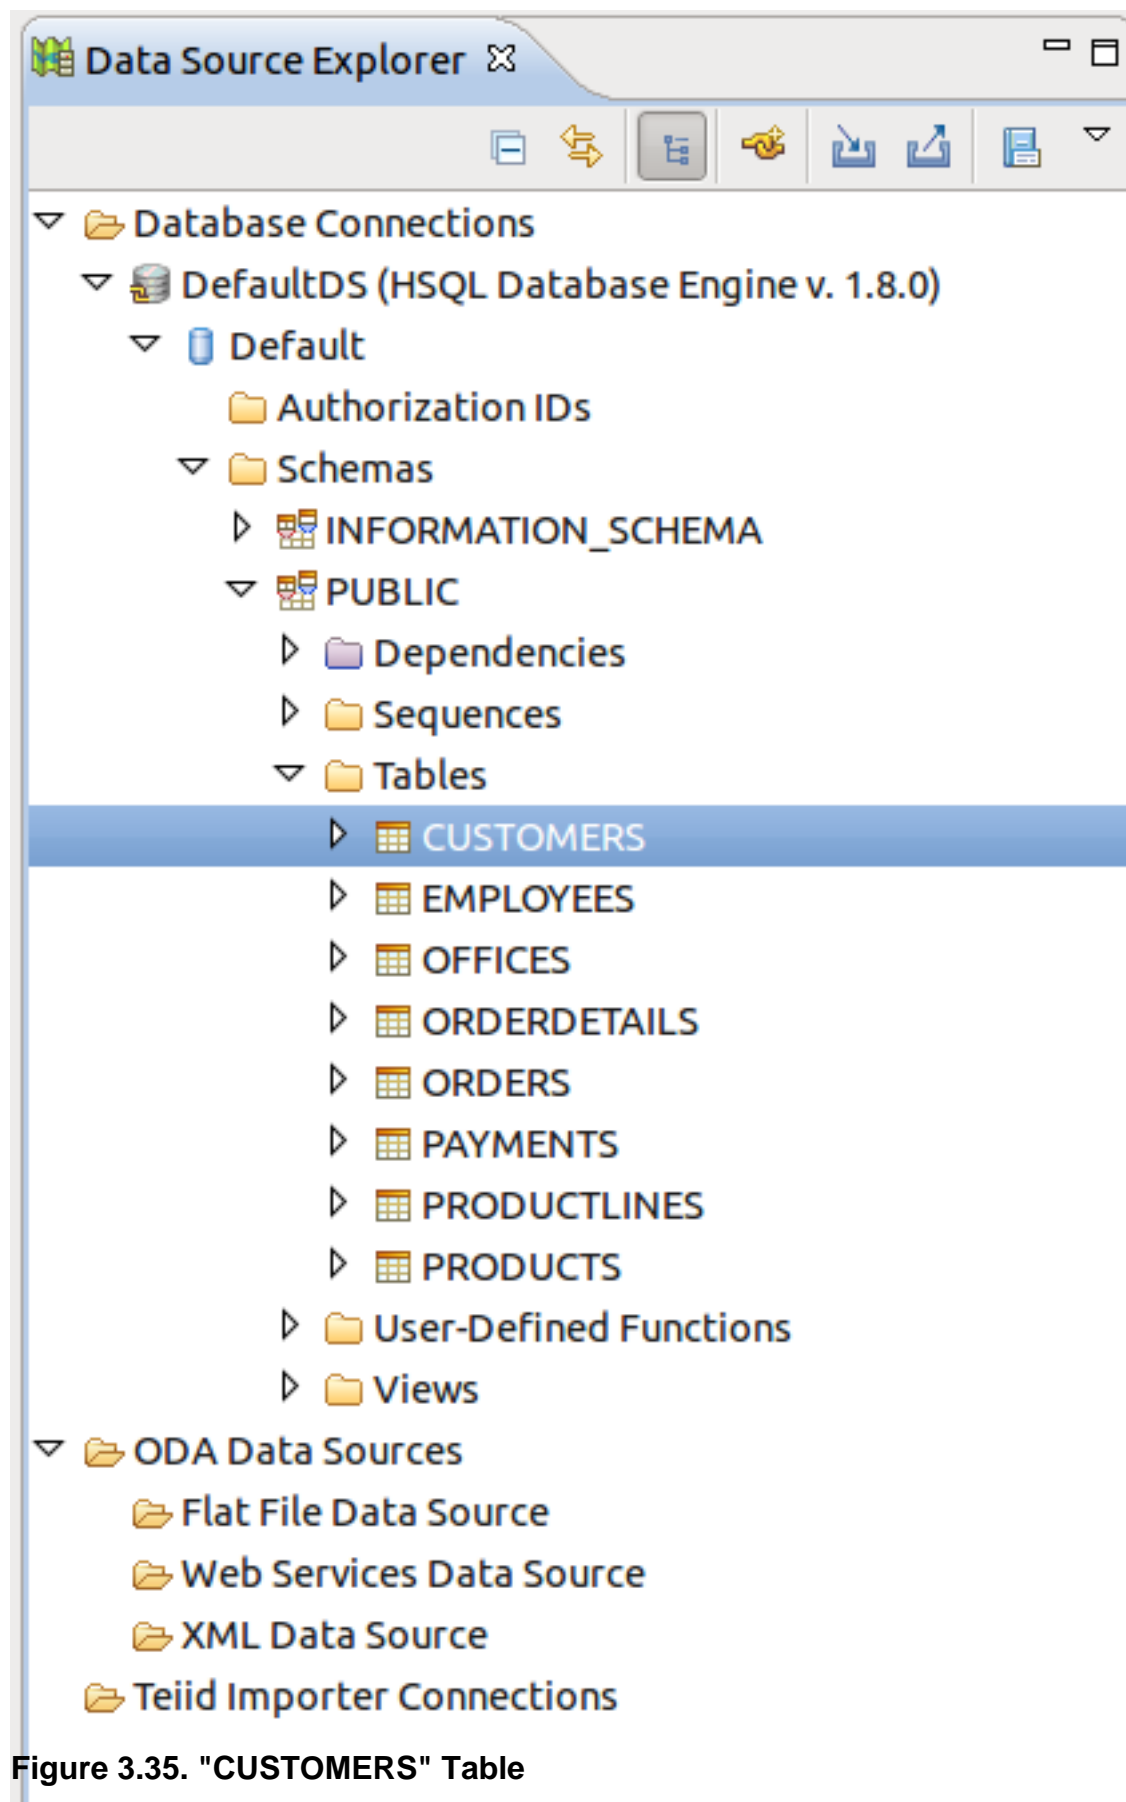 Data Source Explorer
Database Connections
DefaultDS (HSQL Database Engine v. 1.8.0)
Default
Authorization IDs
Schemas
INFORMATION_SCHEMA
PUBLIC
Dependencies
Sequences
Tables
CUSTOMERS
EMPLOYEES
OFFICES
ORDERDETAILS
ORDERS
PAYMENTS
PRODUCTLINES
PRODUCTS
User-Defined Functions
Views
ODA Data Sources
Flat File Data Source
Web Services Data Source
XML Data Source
Teiid Importer Connections
Figure 3.35. "CUSTOMERS" Table